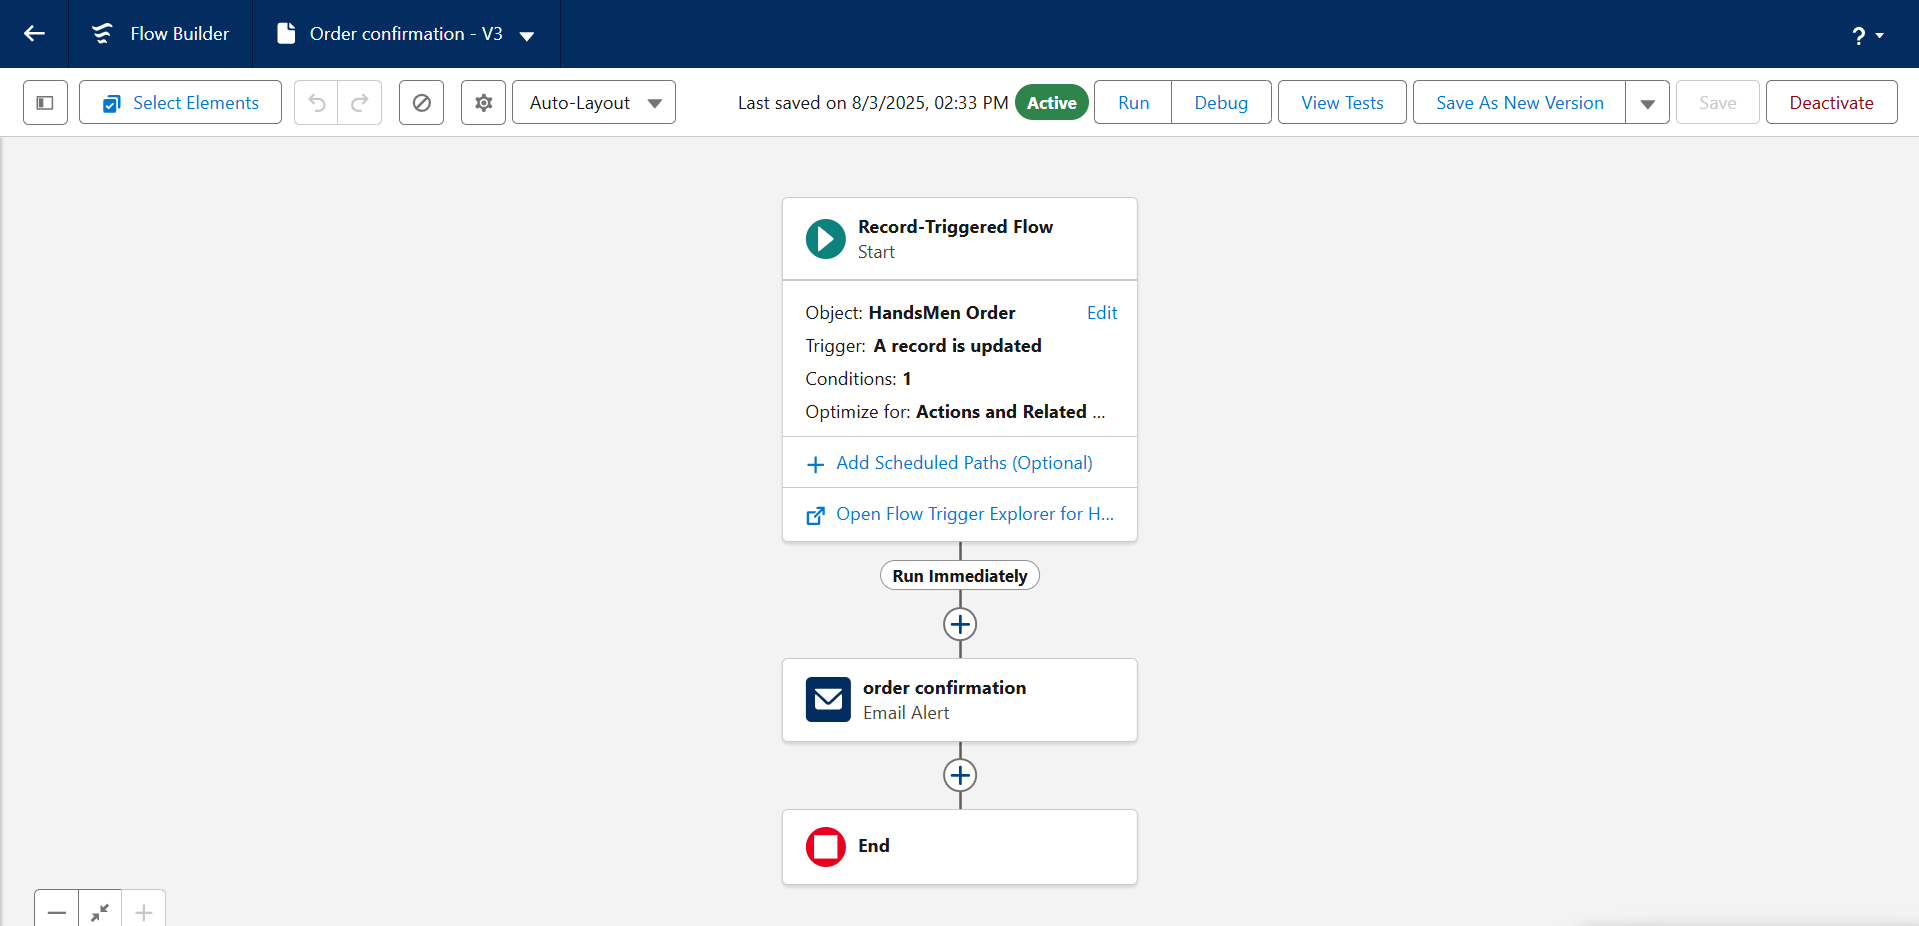 Flow Builder
Order confirmation - V3
?
Select Elements
Auto-Layout
Last saved on 8/3/2025, 02:33 PM
Active
Run
Debug
View Tests
Save As New Version
Save
Deactivate
Record-Triggered Flow
Start
Object: HandsMen Order
Edit
Trigger: A record is updated
Conditions: 1
Optimize for: Actions and Related ...
Add Scheduled Paths (Optional)
Open Flow Trigger Explorer for H...
Run Immediately
order confirmation
Email Alert
End